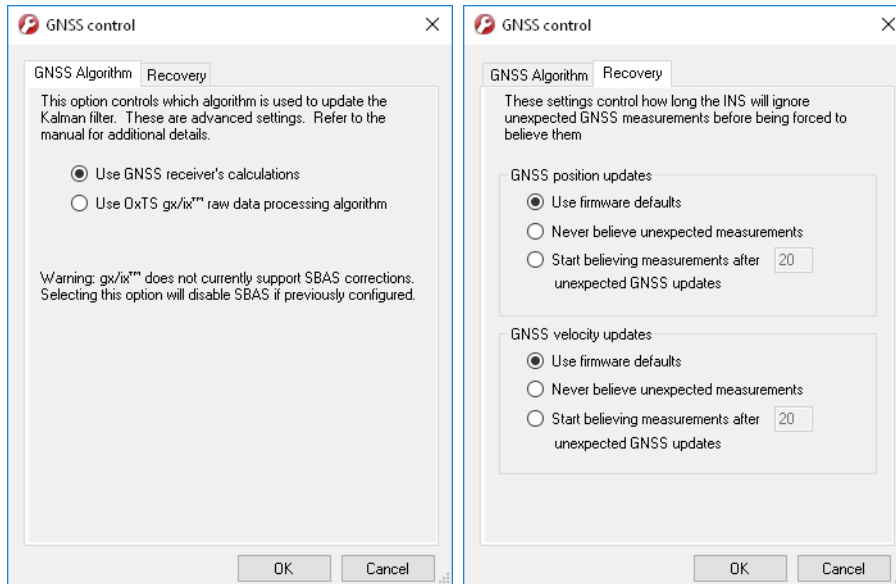 GNSS control
GNSS Algorithm
Recovery
This option controls which algorithm is used to update the
Kalman filter. These are advanced settings. Refer to the
manual for additional details.
Use GNSS receiver's calculations
Use OxTS gx/ix™ raw data processing algorithm
Warning: gx/ix™ does not currently support SBAS corrections.
Selecting this option will disable SBAS if previously configured.
OK
Cancel
GNSS control
GNSS Algorithm
Recovery
These settings control how long the INS will ignore
unexpected GNSS measurements before being forced to
believe them
GNSS position updates
Use firmware defaults
Never believe unexpected measurements
Start believing measurements after 20
unexpected GNSS updates
GNSS velocity updates
Use firmware defaults
Never believe unexpected measurements
Start believing measurements after 20
unexpected GNSS updates
OK
Cancel